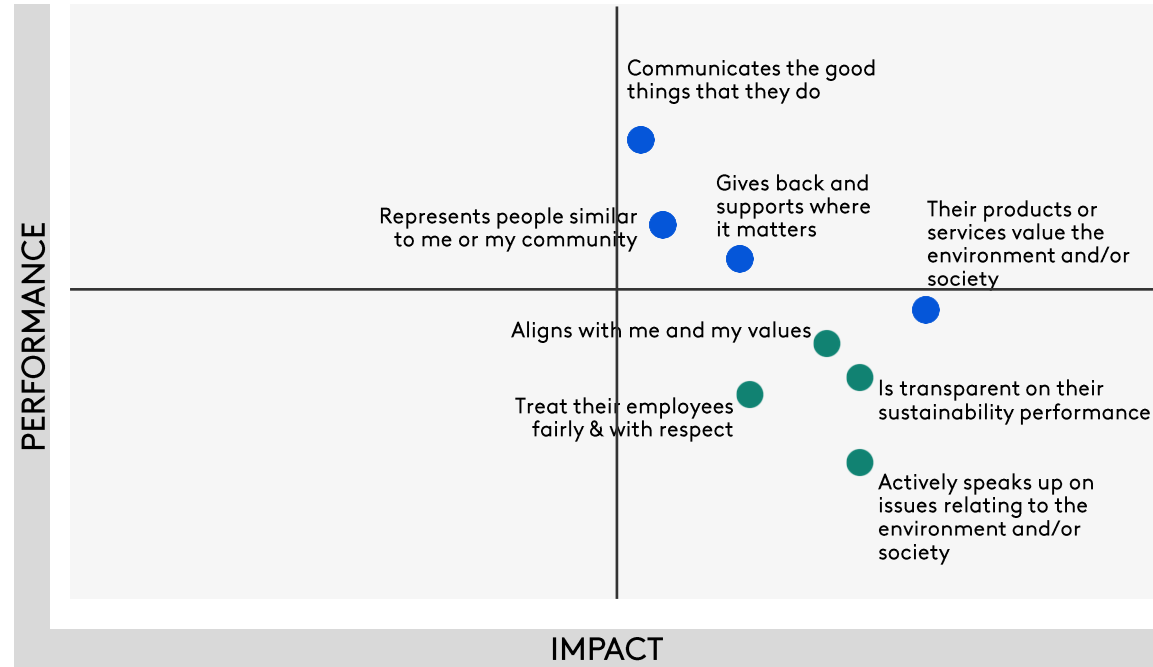 PERFORMANCE
Communicates the good
things that they do
Gives back and
supports where
it matters
Represents people similar
to me or my community
Their products or
services value the
environment and/or
society
Aligns with me and my values
Is transparent on their
sustainability performance
Treat their employees
fairly & with respect
Actively speaks up on
issues relating to the
environment and/or
society
IMPACT